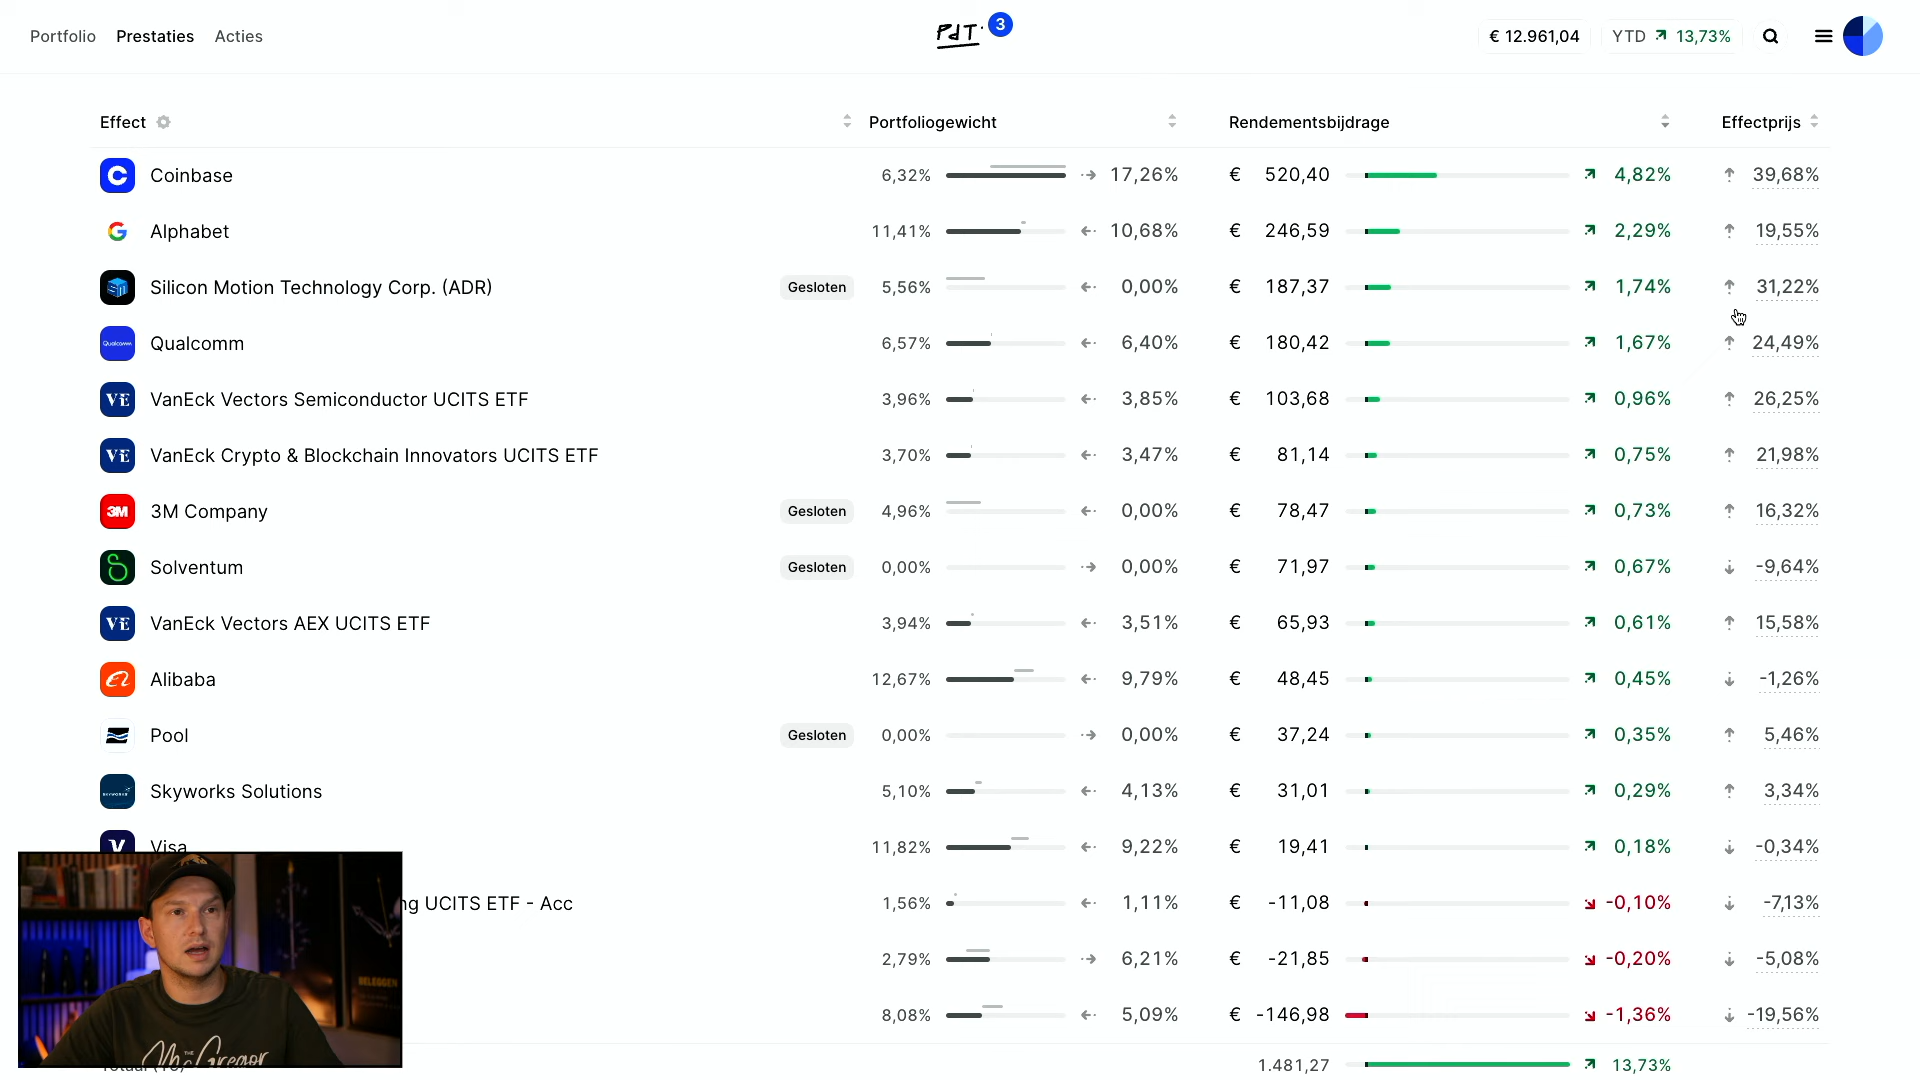 Portfolio Prestaties Acties PdT 3 € 12.961,04 YTD 13,73%
Effect Portfoliogewicht Rendementsbijdrage Effectprijs
Coinbase 6,32% 17,26% € 520,40 4,82% 39,68%
Alphabet 11,41% 10,68% € 246,59 2,29% 19,55%
Silicon Motion Technology Corp. (ADR) Gesloten 5,56% 0,00% € 187,37 1,74% 31,22%
Qualcomm Qualcomm 6,57% 6,40% € 180,42 1,67% 24,49%
VE VanEck Vectors Semiconductor UCITS ETF 3,96% 3,85% € 103,68 0,96% 26,25%
VE VanEck Crypto & Blockchain Innovators UCITS ETF 3,70% 3,47% € 81,14 0,75% 21,98%
3M 3M Company Gesloten 4,96% 0,00% € 78,47 0,73% 16,32%
Solventum Gesloten 0,00% 0,00% € 71,97 0,67% -9,64%
VE VanEck Vectors AEX UCITS ETF 3,94% 3,51% € 65,93 0,61% 15,58%
Alibaba 12,67% 9,79% € 48,45 0,45% -1,26%
Pool Gesloten 0,00% 0,00% € 37,24 0,35% 5,46%
SKYWORKS Skyworks Solutions 5,10% 4,13% € 31,01 0,29% 3,34%
V Visa 11,82% 9,22% € 19,41 0,18% -0,34%
ng UCITS ETF - Acc 1,56% 1,11% € -11,08 -0,10% -7,13%
2,79% 6,21% € -21,85 -0,20% -5,08%
8,08% 5,09% € -146,98 -1,36% -19,56%
BELEGGEN
THE
McGregor
1.481,27 13,73%